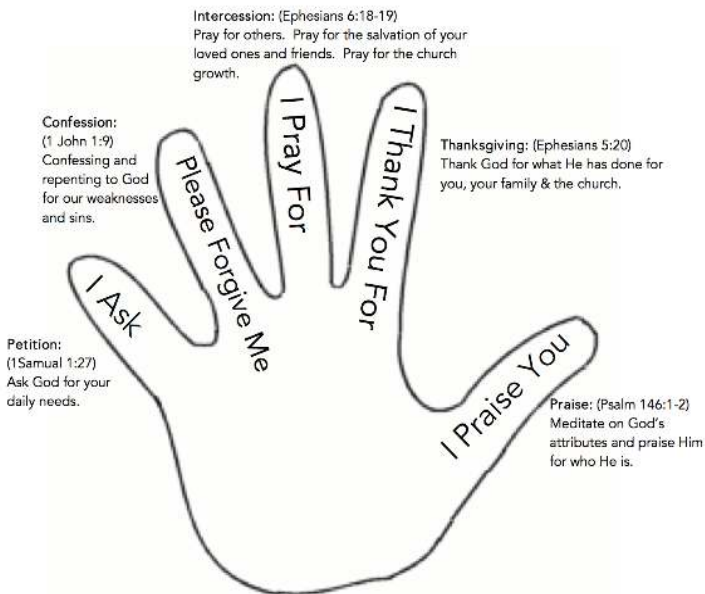 Intercession: (Ephesians 6:18-19)
Pray for others. Pray for the salvation of your
loved ones and friends. Pray for the church
growth.
Confession:
(1 John 1:9)
Confessing and
repenting to God
for our weaknesses
and sins.
Thanksgiving: (Ephesians 5:20)
Thank God for what He has done for
you, your family & the church.
Petition:
(1Samual 1:27)
Ask God for your
daily needs.
Praise: (Psalm 146:1-2)
Meditate on God's
attributes and praise Him
for who He is.
I Ask
Please Forgive Me
I Pray For
I Thank You For
I Praise You